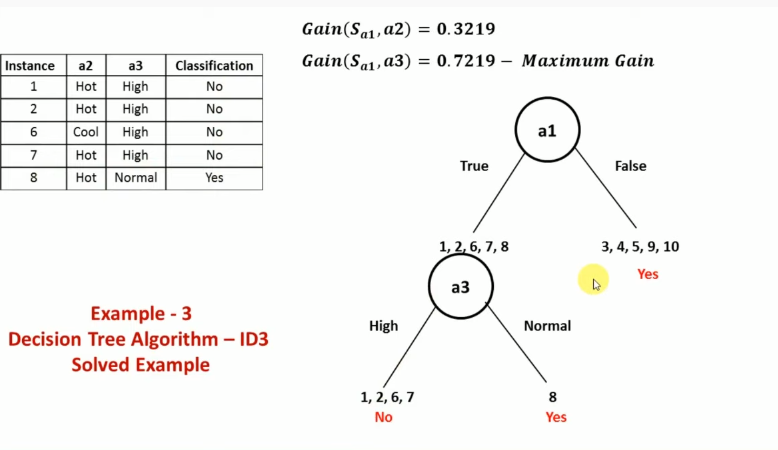 Gain(S_a1, a2) = 0.3219
Gain(S_a1, a3) = 0.7219 − Maximum Gain
Instance a2 a3 Classification
1 Hot High No
2 Hot High No
6 Cool High No
7 Hot High No
8 Hot Normal Yes
a1
True False
1, 2, 6, 7, 8 3, 4, 5, 9, 10
Yes
a3
High Normal
1, 2, 6, 7 8
No Yes
Example - 3
Decision Tree Algorithm – ID3
Solved Example